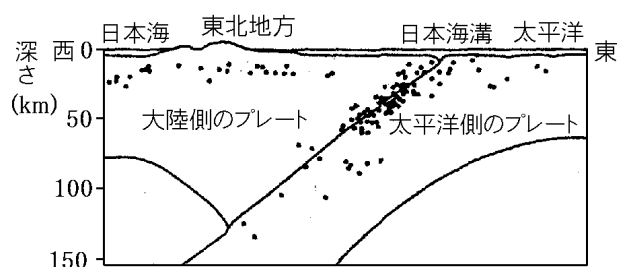 日本海 東北地方 日本海溝 太平洋
深さ 西 0 東
(km)
50
大陸側のプレート 太平洋側のプレート
100
150